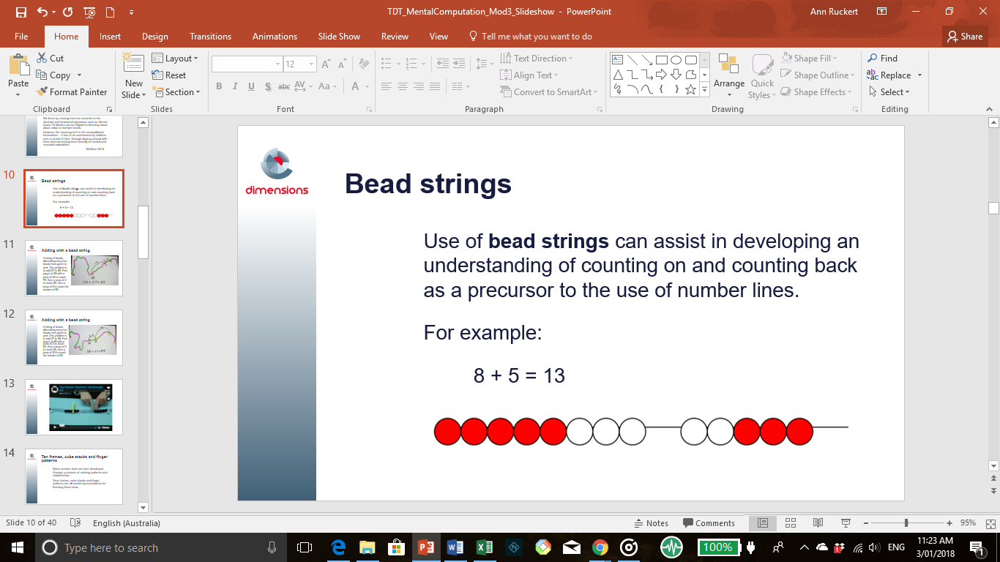 TDT_MentalComputation_Mod3_Slideshow - PowerPoint
Ann Ruckert
File
Home
Insert
Design
Transitions
Animations
Slide Show
Review
View
Tell me what you want to do
Share
Paste
Cut
Copy
Format Painter
Clipboard
New
Slide
Layout
Reset
Section
Slides
12
B I U S abc AV Aa A
Font
Text Direction
Align Text
Convert to SmartArt
Paragraph
Arrange
Quick
Styles
Shape Fill
Shape Outline
Shape Effects
Drawing
Find
Replace
Select
Editing
10
Bead strings
11
Adding with a bead string
12
Adding with a bead string
13
14
Ten frames, cube stacks and finger
patterns
dimensions
Bead strings
Use of bead strings can assist in developing an
understanding of counting on and counting back
as a precursor to the use of number lines.
For example:
8 + 5 = 13
Slide 10 of 40
English (Australia)
Notes
Comments
95%
Type here to search
100%
ENG
11:23 AM
3/01/2018
1